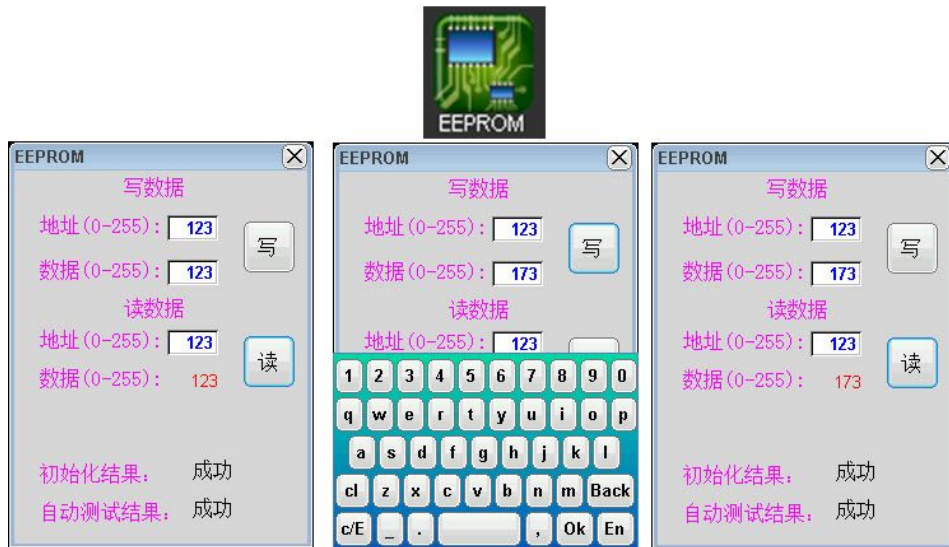 EEPROM
EEPROM
写数据
地址(0-255): 123
写
数据(0-255): 123
读数据
地址(0-255): 123
读
数据(0-255): 123
初始化结果: 成功
自动测试结果: 成功
EEPROM
写数据
地址(0-255): 123
写
数据(0-255): 173
读数据
地址(0-255): 123
1 2 3 4 5 6 7 8 9 0
q w e r t y u i o p
a s d f g h j k l
cl z x c v b n m Back
c/E _ . , Ok En
EEPROM
写数据
地址(0-255): 123
写
数据(0-255): 173
读数据
地址(0-255): 123
读
数据(0-255): 173
初始化结果: 成功
自动测试结果: 成功